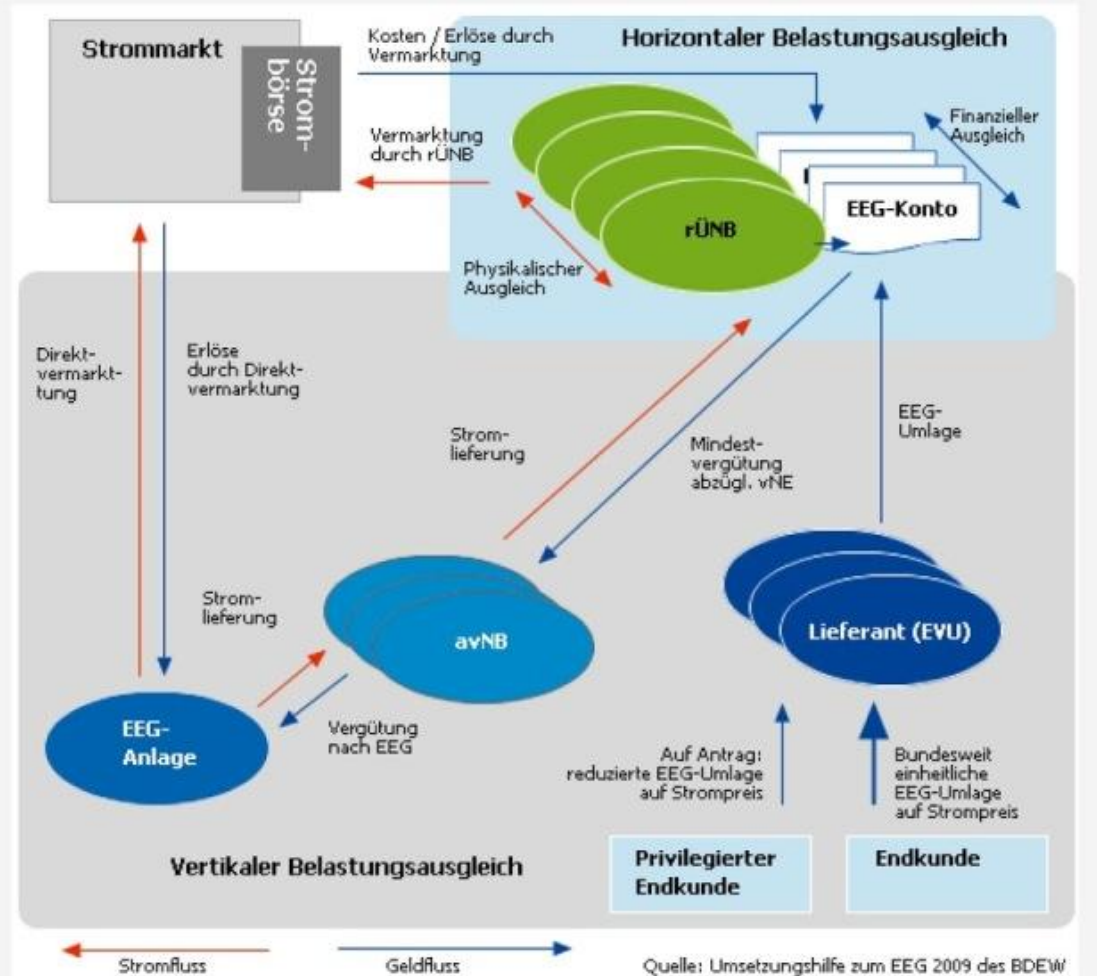 Strommarkt
Strom-
börse
Kosten / Erlöse durch
Vermarktung
Horizontaler Belastungsausgleich
Vermarktung
durch rÜNB
Finanzieller
Ausgleich
EEG-Konto
rÜNB
Physikalischer
Ausgleich
Direkt-
vermarkt-
tung
Erlöse
durch Direkt-
vermarktung
Strom-
lieferung
Mindest-
vergütung
abzügl. vNE
EEG-
Umlage
Strom-
lieferung
avNB
Lieferant (EVU)
EEG-
Anlage
Vergütung
nach EEG
Auf Antrag:
reduzierte EEG-Umlage
auf Strompreis
Bundesweit
einheitliche
EEG-Umlage
auf Strompreis
Vertikaler Belastungsausgleich
Privilegierter
Endkunde
Endkunde
Stromfluss
Geldfluss
Quelle: Umsetzungshilfe zum EEG 2009 des BDEW